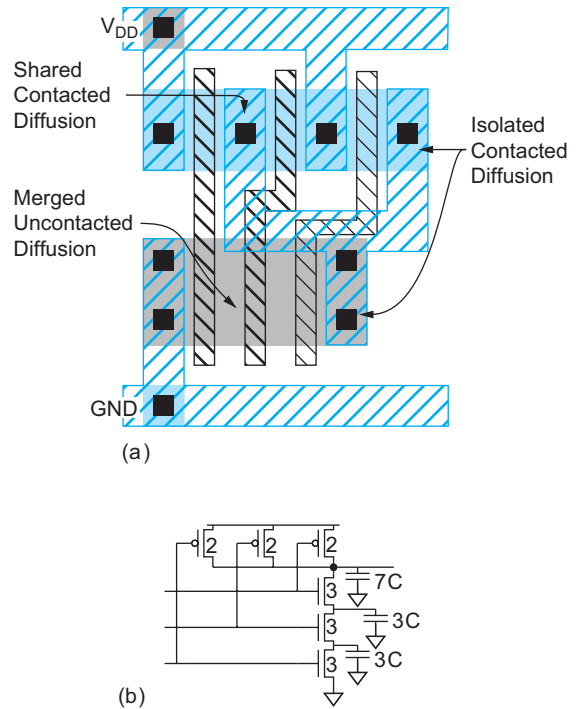 VDD
Shared
Contacted
Diffusion
Isolated
Contacted
Diffusion
Merged
Uncontacted
Diffusion
GND
(a)
2 2 2
7C
3
3C
3
3C
3
(b)